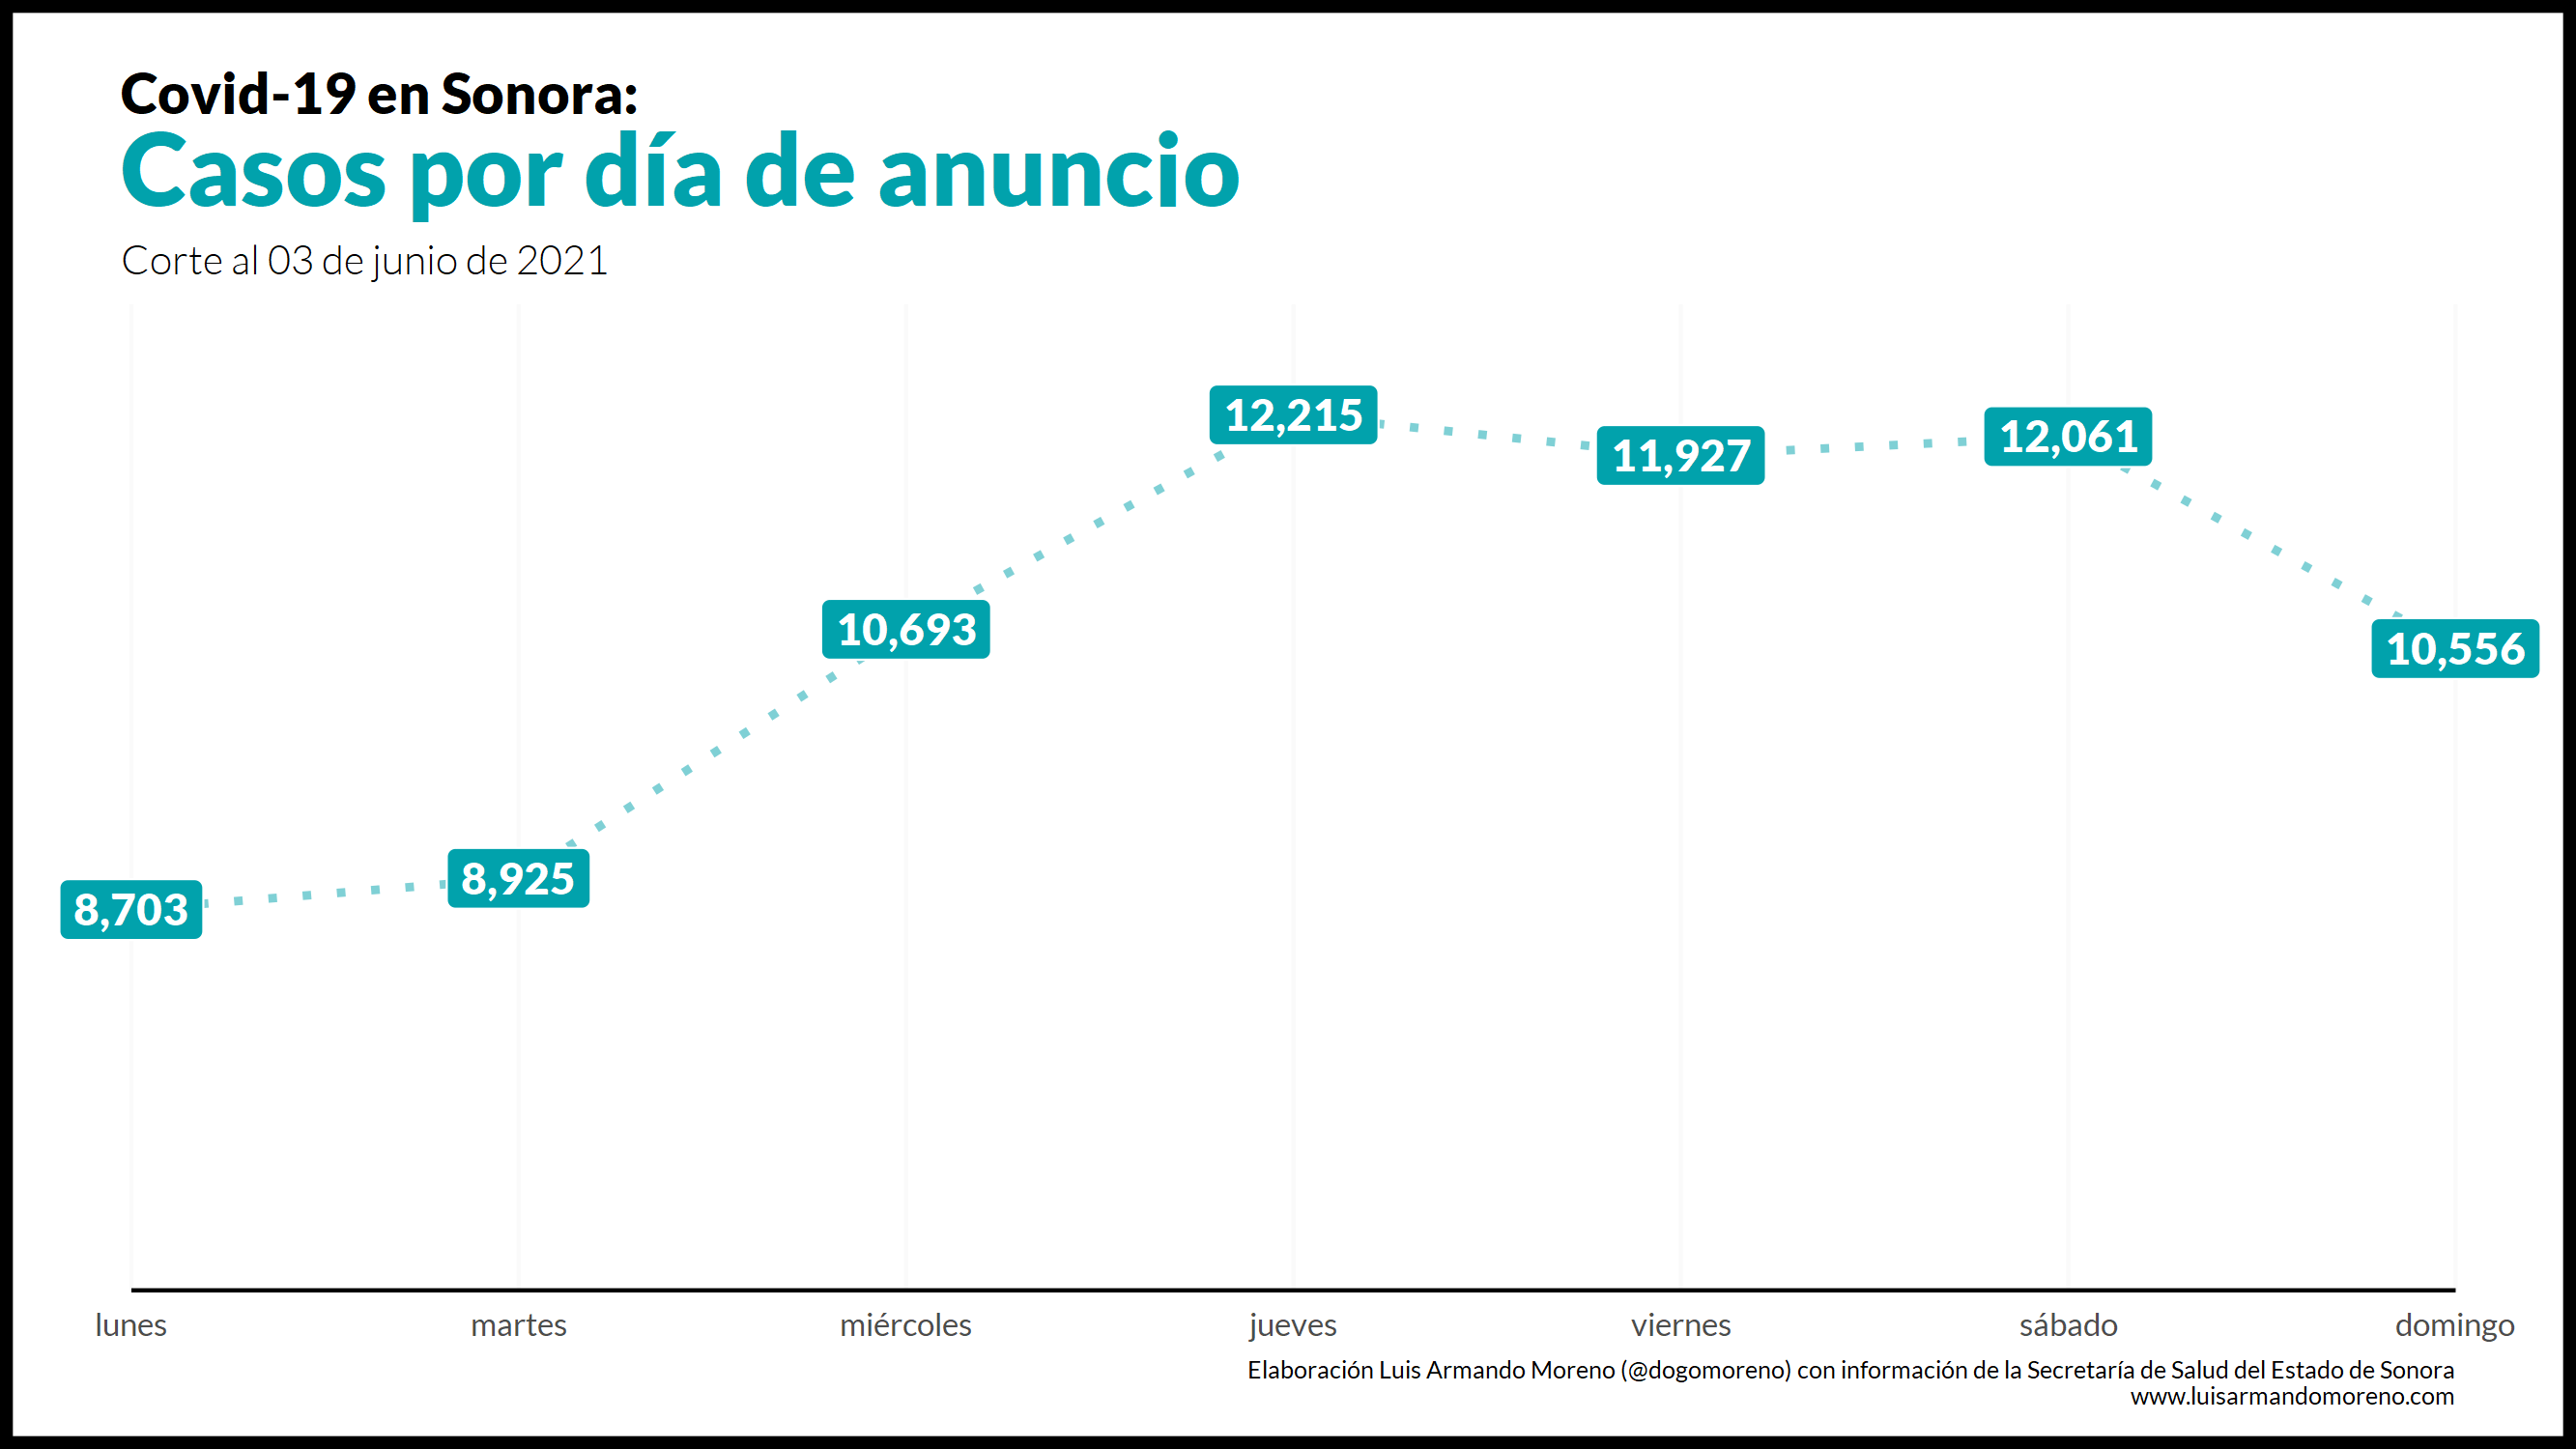 Covid-19 en Sonora:
Casos por día de anuncio
Corte al 03 de junio de 2021
12,215
11,927
12,061
10,693
10,556
8,925
8,703
lunes
martes
miércoles
jueves
viernes
sábado
domingo
Elaboración Luis Armando Moreno (@dogomoreno) con información de la Secretaría de Salud del Estado de Sonora
www.luisarmandomoreno.com